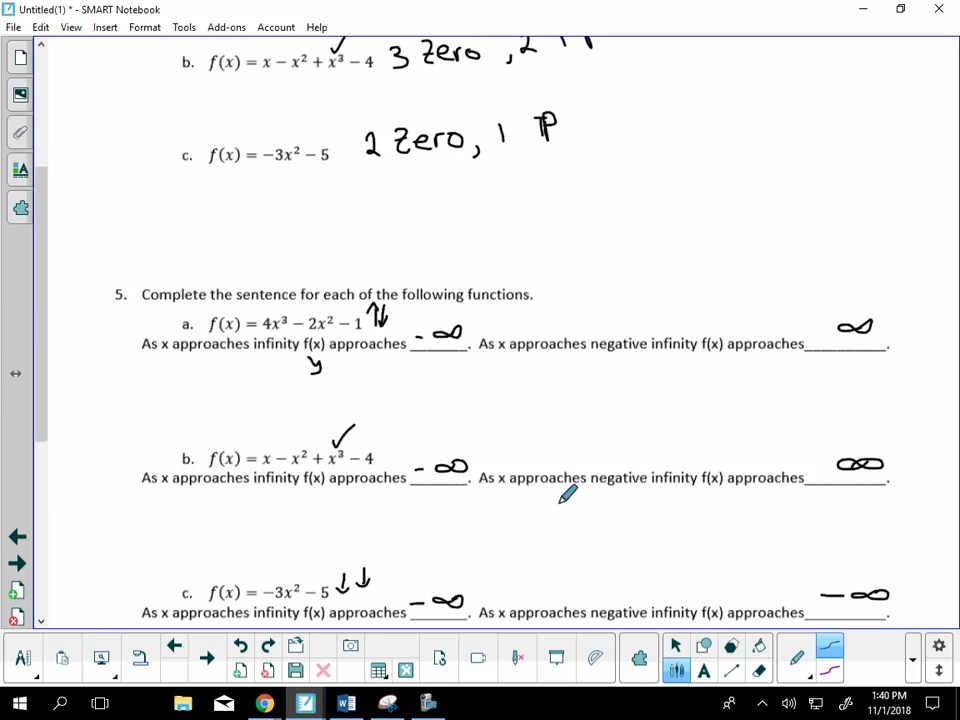 Untitled(1) * - SMART Notebook
File Edit View Insert Format Tools Add-ons Account Help
b. f(x) = x − x² + x³ − 4 3 Zero , 2
c. f(x) = −3x² − 5 2 Zero, 1 TP
5. Complete the sentence for each of the following functions.
a. f(x) = 4x³ − 2x² − 1 ↑↓
As x approaches infinity f(x) approaches - ∞. As x approaches negative infinity f(x) approaches ∞.
y
b. f(x) = x − x² + x³ − 4
As x approaches infinity f(x) approaches - ∞. As x approaches negative infinity f(x) approaches ∞.
c. f(x) = −3x² − 5 ↓↓
As x approaches infinity f(x) approaches - ∞. As x approaches negative infinity f(x) approaches - ∞.
1:40 PM
11/1/2018